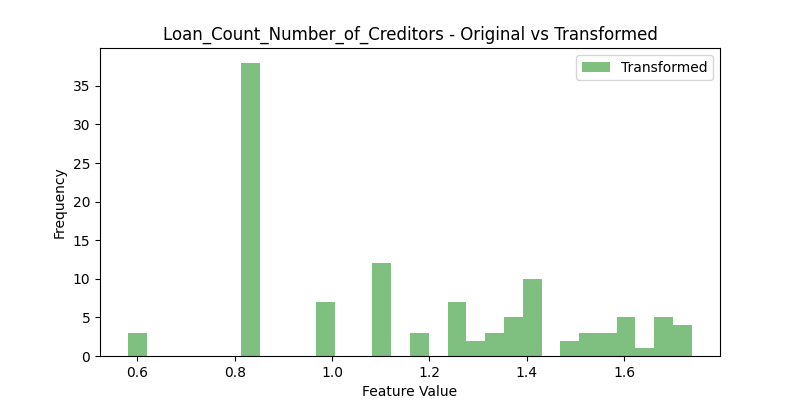 Loan_Count_Number_of_Creditors - Original vs Transformed
Transformed
Frequency
35
30
25
20
15
10
5
0
0.6 0.8 1.0 1.2 1.4 1.6
Feature Value